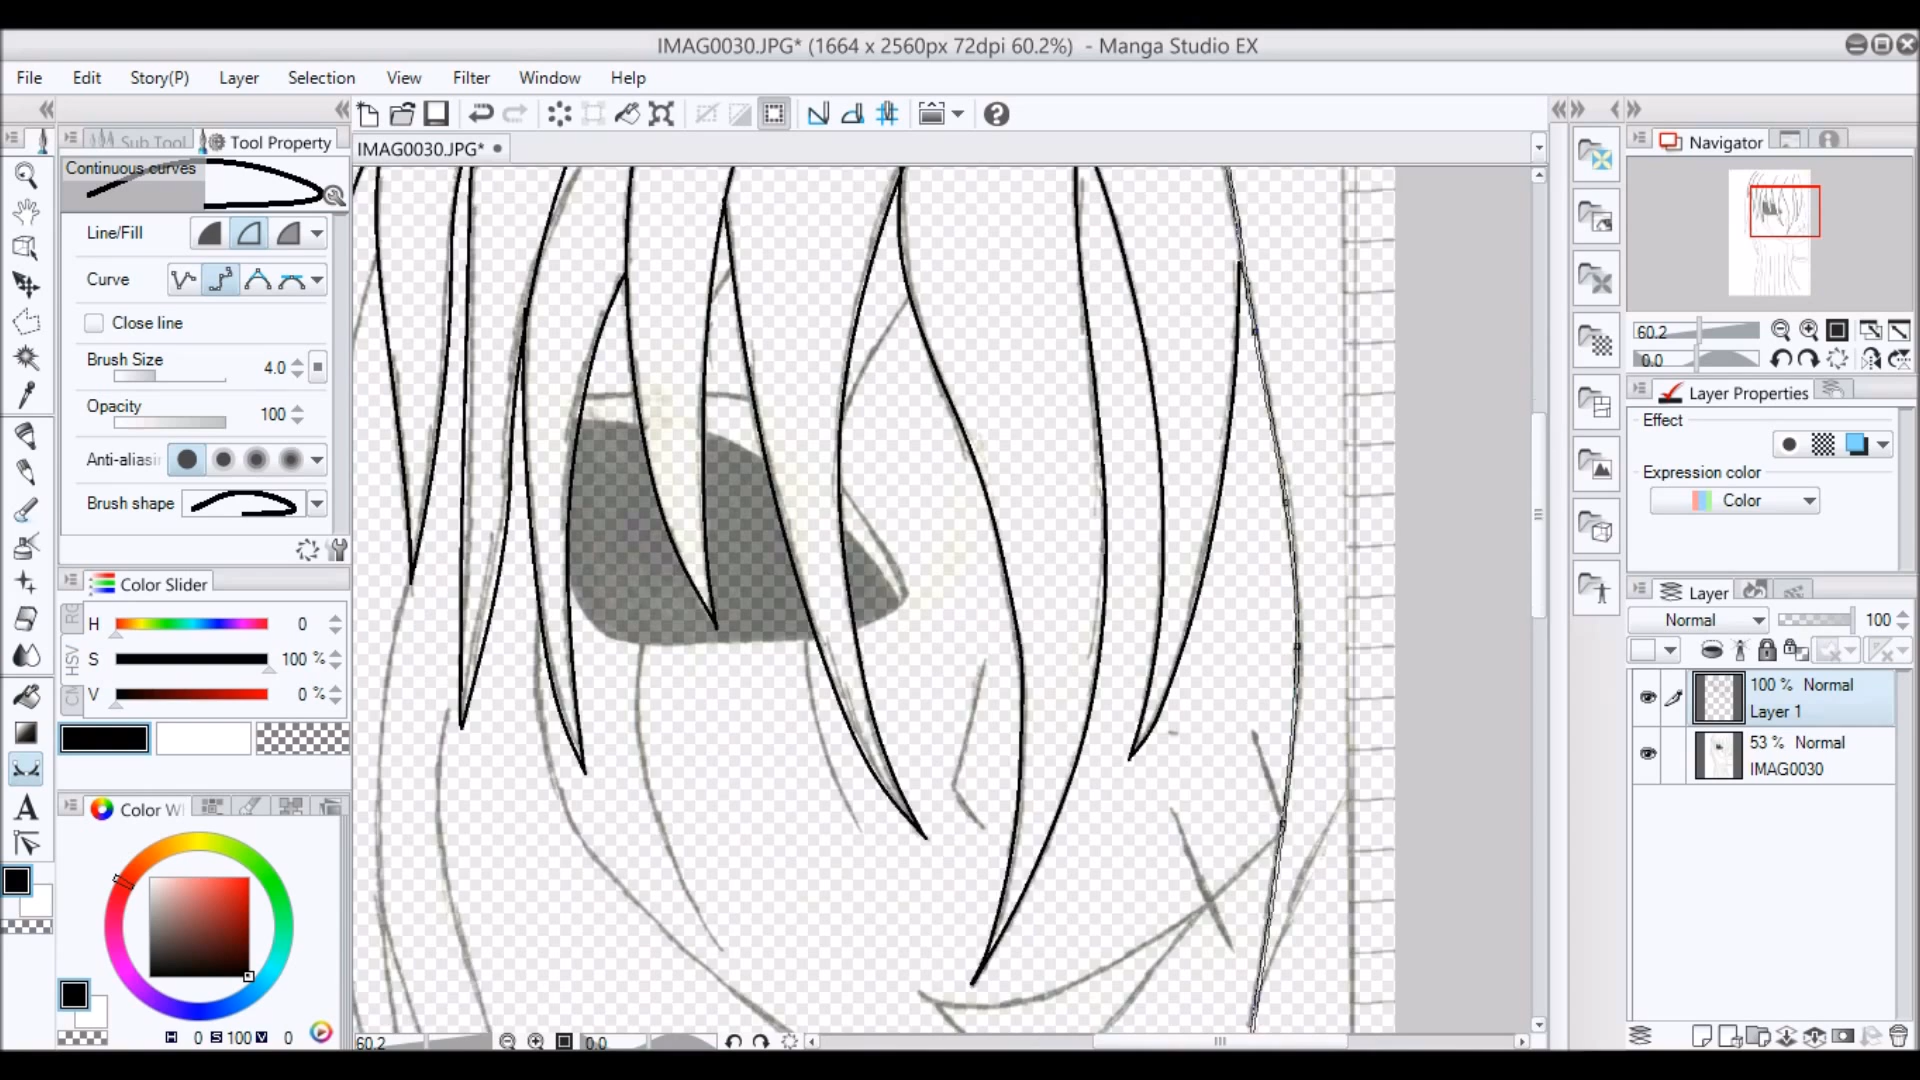 IMAG0030.JPG* (1664 x 2560px 72dpi 60.2%) - Manga Studio EX
File Edit Story(P) Layer Selection View Filter Window Help
Sub Tool Tool Property
IMAG0030.JPG*
Navigator
Continuous curves
Line/Fill
Curve
Close line
Brush Size 4.0
Opacity 100
Anti-aliasin
Brush shape
60.2
0.0
Layer Properties
Effect
Expression color
Color
Color Slider
H 0
S 100 %
V 0 %
HSV
Layer
Normal 100
100 % Normal
Layer 1
53 % Normal
IMAG0030
Color W
H 0 S 100 V 0
60.2 0.0